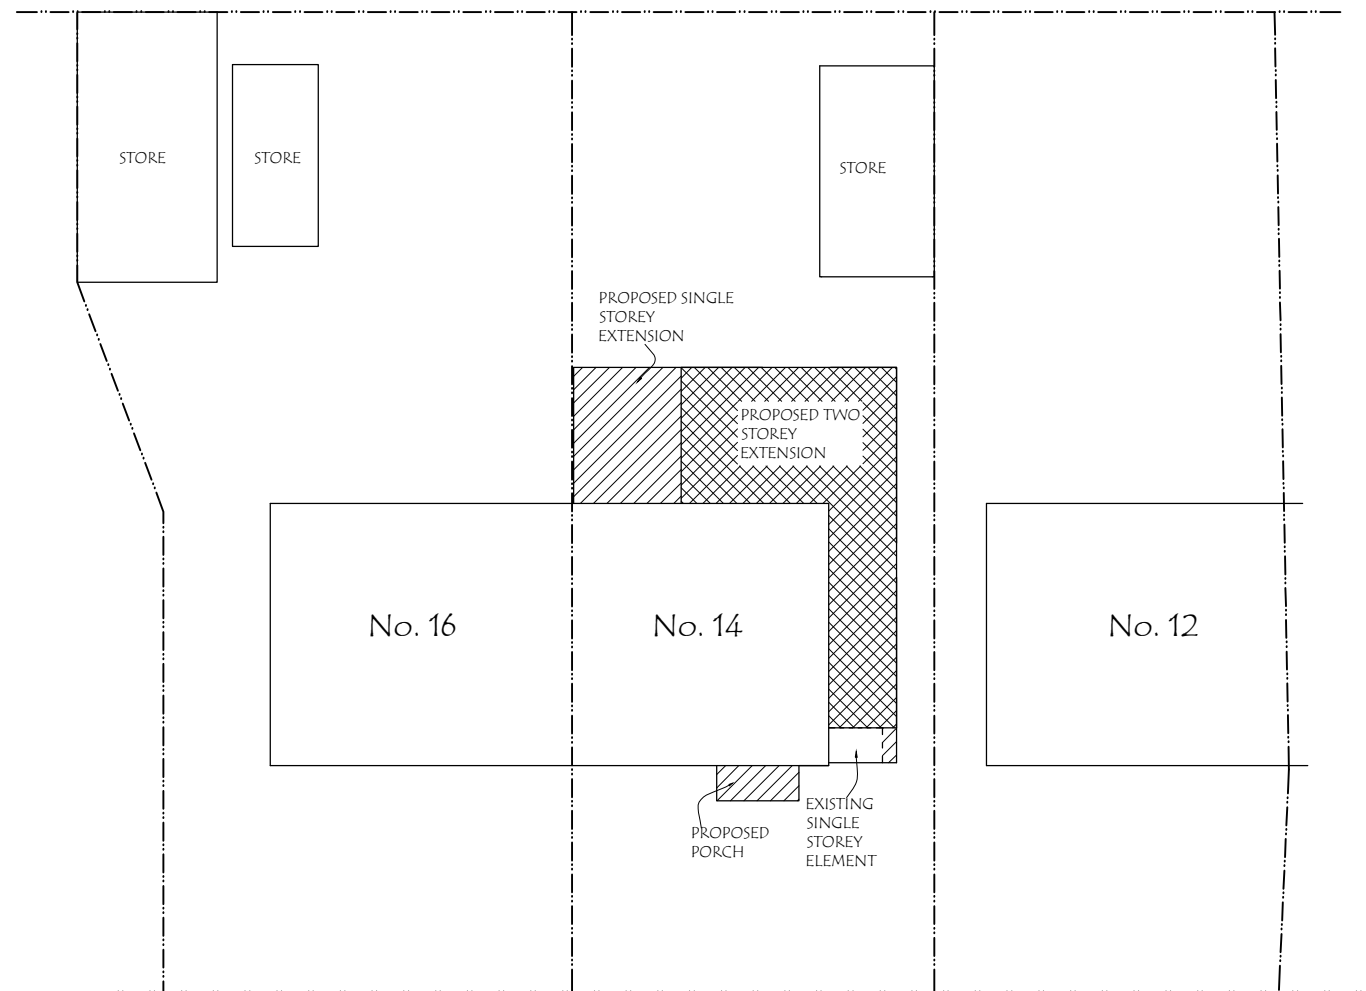 STORE
STORE
STORE
PROPOSED SINGLE
STOREY
EXTENSION
PROPOSED TWO
STOREY
EXTENSION
No. 16
No. 14
No. 12
EXISTING
SINGLE
STOREY
ELEMENT
PROPOSED
PORCH